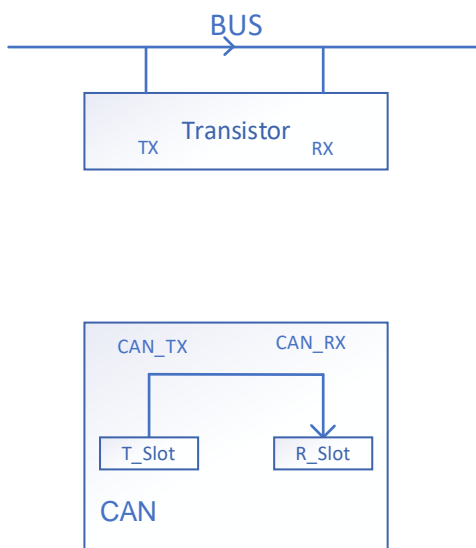 BUS
Transistor
TX
RX
CAN_TX
CAN_RX
T_Slot
R_Slot
CAN